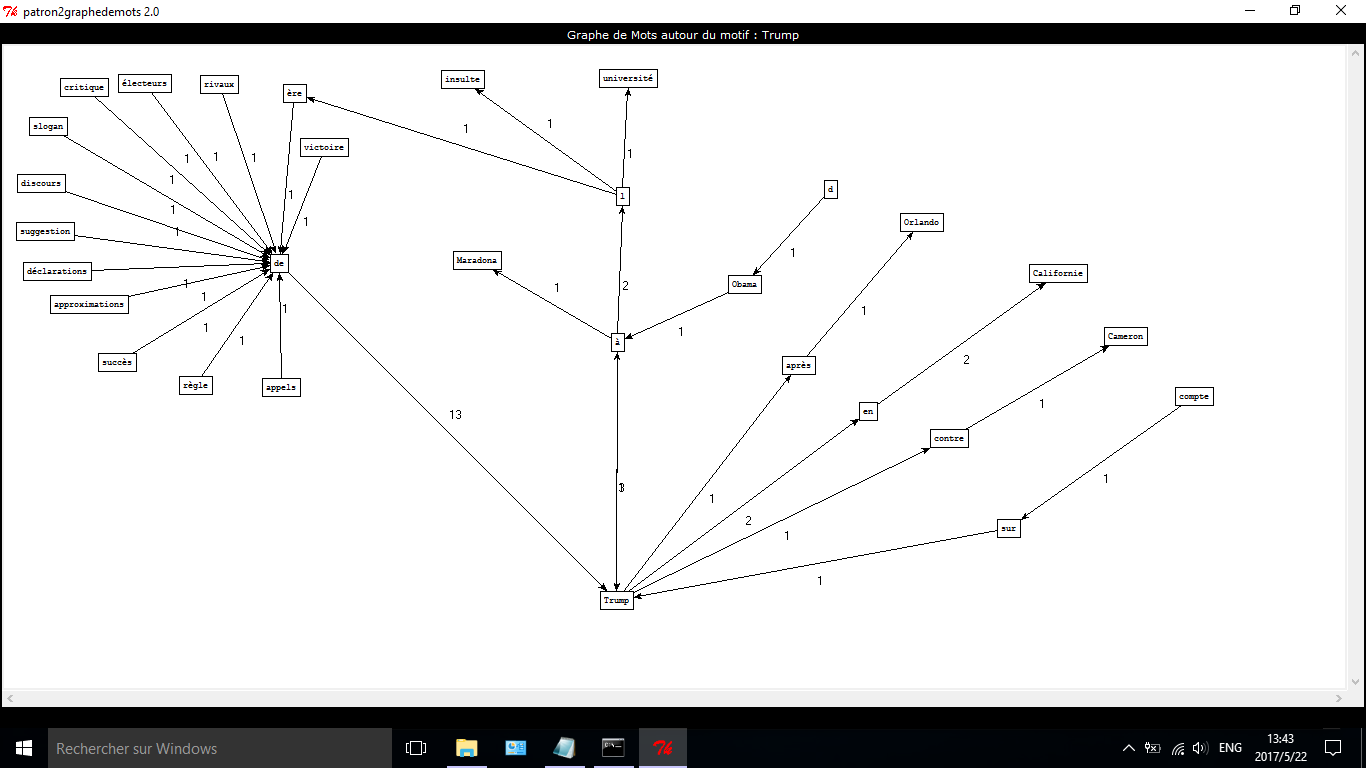 patron2graphedemots 2.0
Graphe de Mots autour du motif : Trump
critique
électeurs
rivaux
ère
insulte
université
slogan
victoire
1
1
1
1
1
1
discours
1
l
d
1
1
1
Orlando
suggestion
1
1
de
Maradona
1
Californie
déclarations
1
Obama
2
approximations
1
1
1
1
1
1
à
Cameron
succès
1
après
2
règle
appels
compte
1
13
en
contre
1
3
1
2
sur
1
1
Trump
Rechercher sur Windows
ENG
13:43
2017/5/22